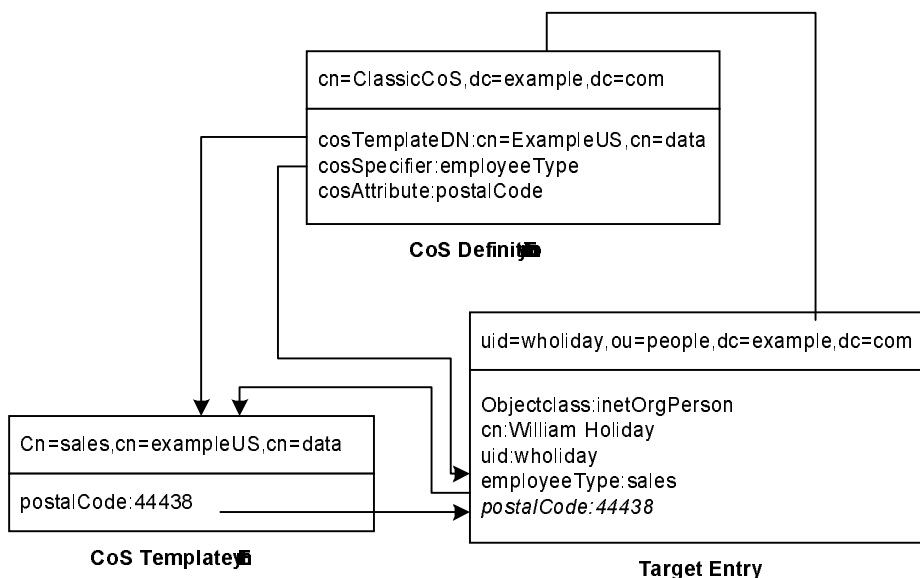 cn=ClassicCoS,dc=example,dc=com
cosTemplateDN:cn=ExampleUS,cn=data
cosSpecifier:employeeType
cosAttribute:postalCode
CoS
uid=wholiday,ou=people,dc=example,dc=com
Objectclass:inetOrgPerson
cn:William Holiday
uid:wholiday
employeeType:sales
postalCode:44438
Target Entry
Cn=sales,cn=exampleUS,cn=data
postalCode:44438
CoS Template